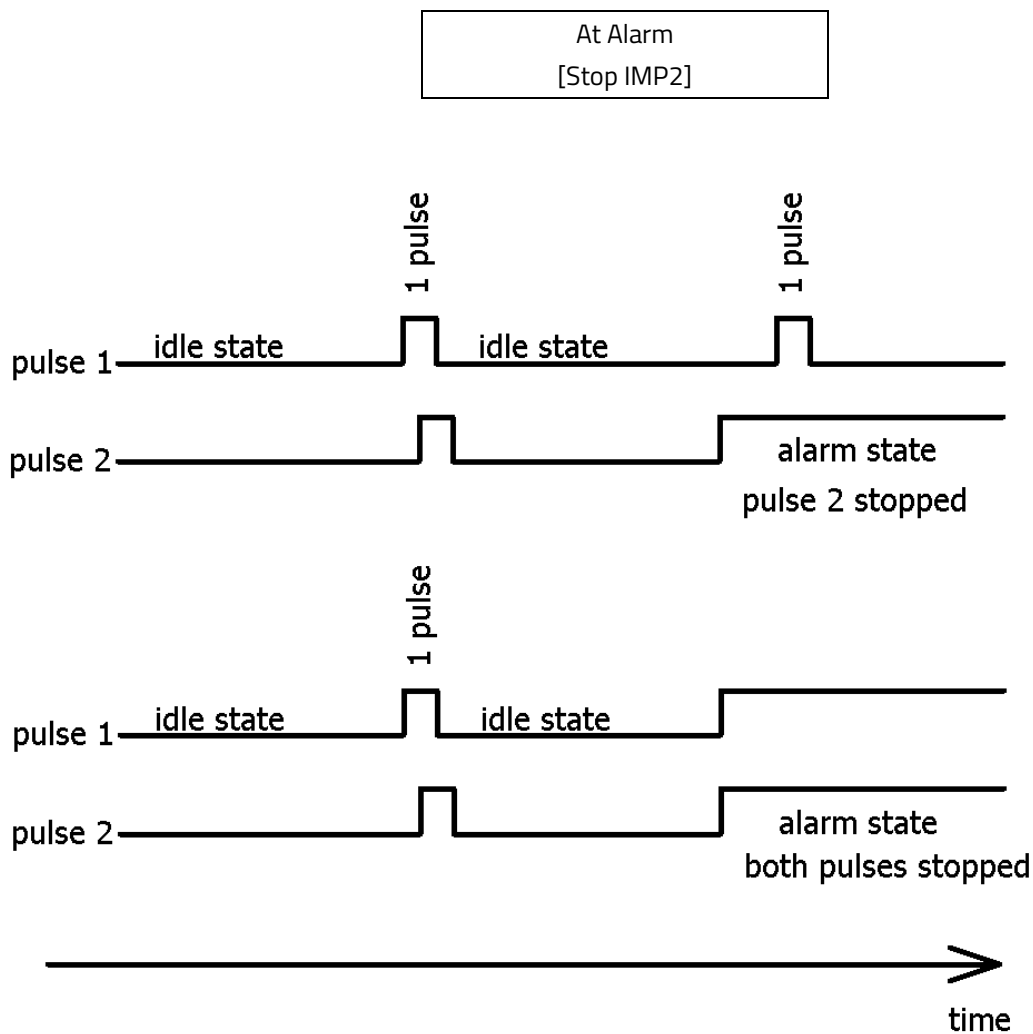 At Alarm
[Stop IMP2]
1 pulse
1 pulse
pulse 1
idle state
idle state
pulse 2
alarm state
pulse 2 stopped
1 pulse
pulse 1
idle state
idle state
pulse 2
alarm state
both pulses stopped
time